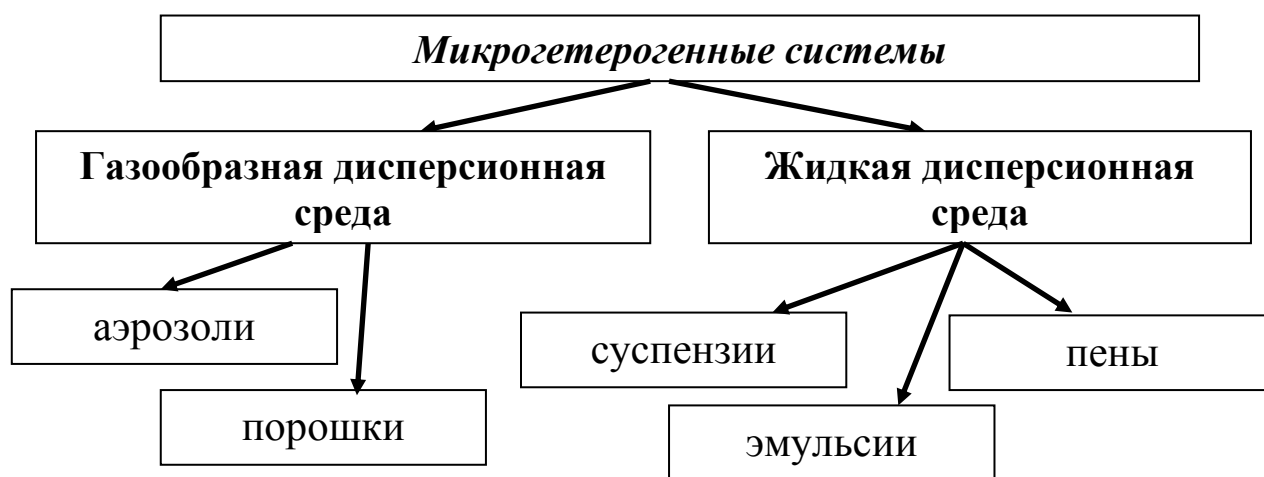 Микрогетерогенные системы
Газообразная дисперсионная
среда
Жидкая дисперсионная
среда
аэрозоли
порошки
суспензии
эмульсии
пены